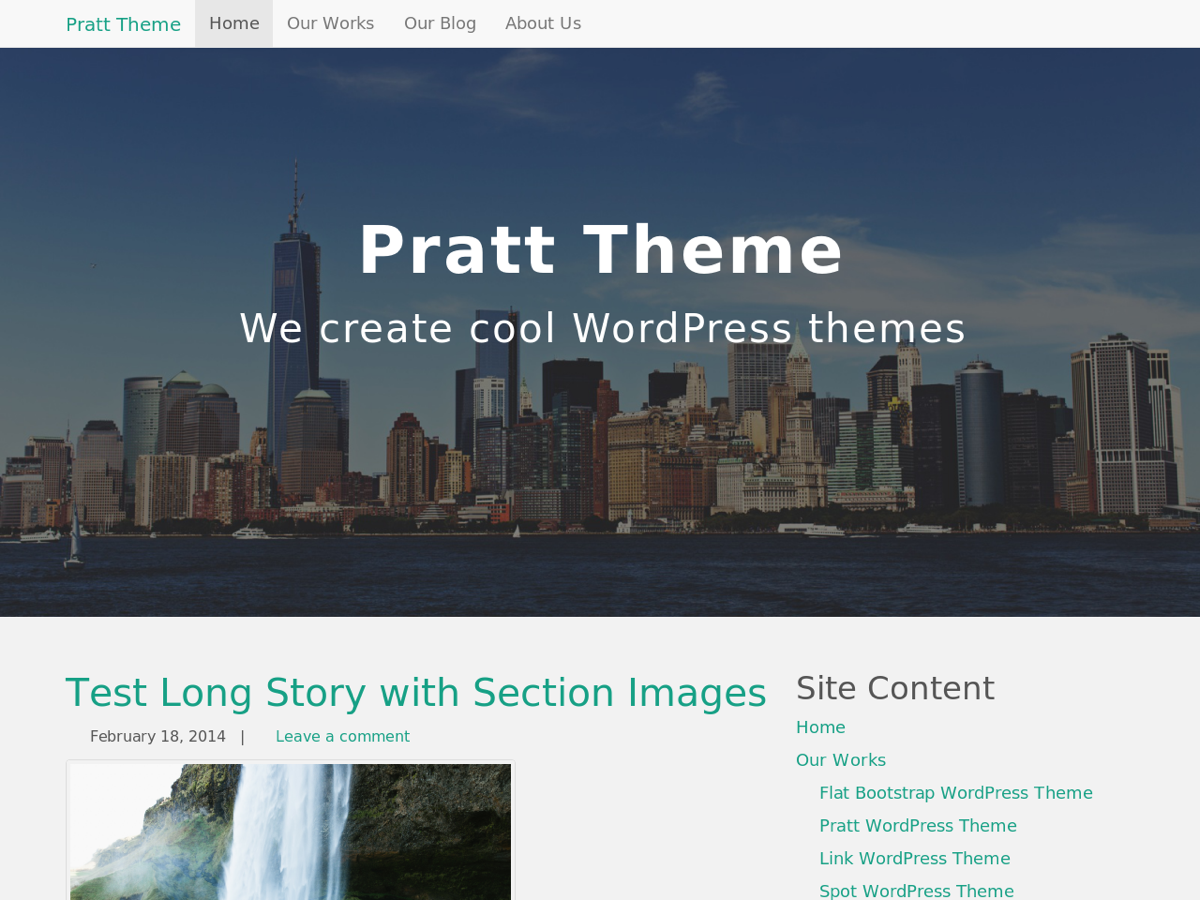 Pratt Theme Home Our Works Our Blog About Us
Pratt Theme
We create cool WordPress themes
Test Long Story with Section Images
February 18, 2014 | Leave a comment
Site Content
Home
Our Works
Flat Bootstrap WordPress Theme
Pratt WordPress Theme
Link WordPress Theme
Spot WordPress Theme